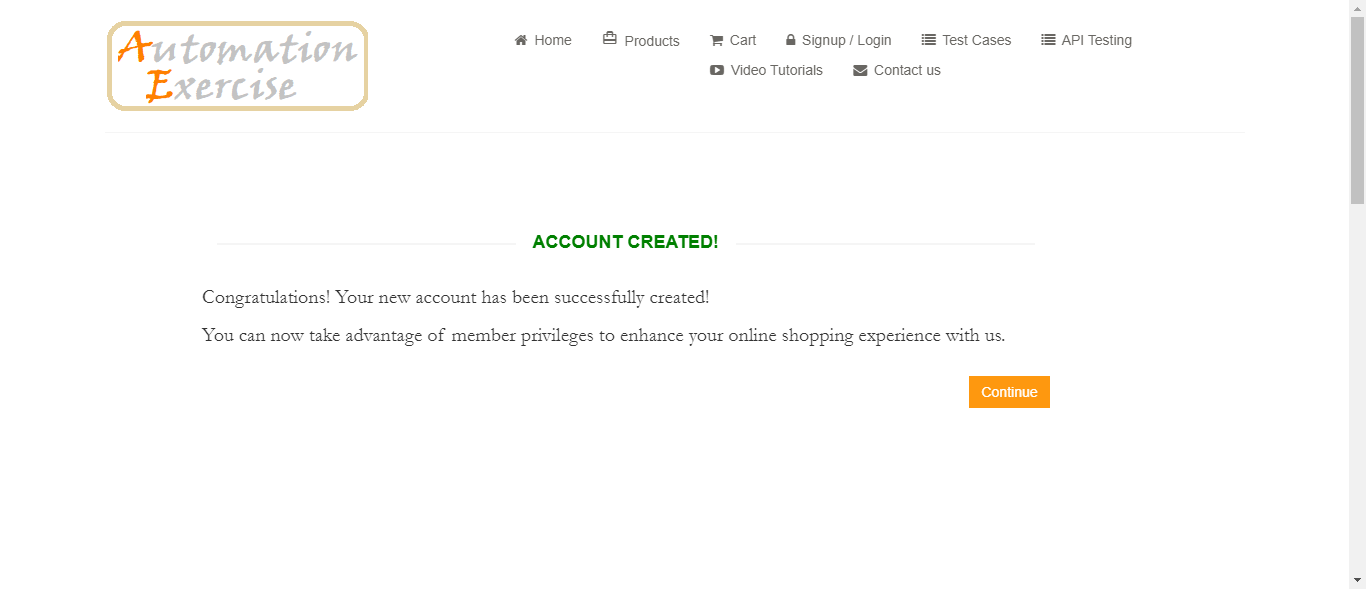 Automation
Exercise
Home Products Cart Signup / Login Test Cases API Testing
Video Tutorials Contact us
ACCOUNT CREATED!
Congratulations! Your new account has been successfully created!
You can now take advantage of member privileges to enhance your online shopping experience with us.
Continue